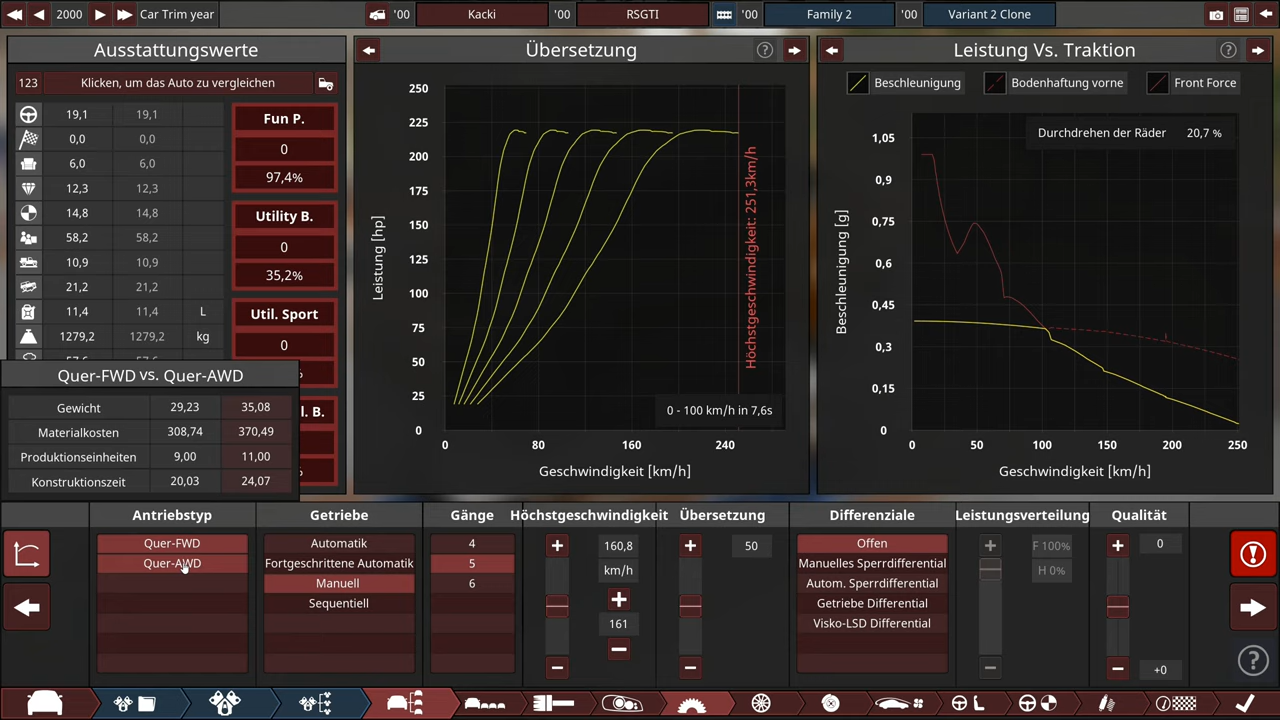 2000 Car Trim year '00 Kacki '00 RSGTI '00 Family 2 '00 Variant 2 Clone
Ausstattungswerte
123 Klicken, um das Auto zu vergleichen
19,1 19,1
0,0 0,0
6,0 6,0
12,3 12,3
14,8 14,8
58,2 58,2
10,9 10,9
21,2 21,2
11,4 11,4 L
1279,2 1279,2 kg
Fun P.
0
97,4%
Utility B.
0
35,2%
Util. Sport
0
l. B.
Quer-FWD vs. Quer-AWD
Gewicht 29,23 35,08
Materialkosten 308,74 370,49
Produktionseinheiten 9,00 11,00
Konstruktionszeit 20,03 24,07
Übersetzung ?
250
225
200
175
150
125
100
75
50
25
0
Leistung [hp]
Höchstgeschwindigkeit: 251,3km/h
0 - 100 km/h in 7,6s
0 80 160 240
Geschwindigkeit [km/h]
Leistung Vs. Traktion ?
Beschleunigung Bodenhaftung vorne Front Force
Durchdrehen der Räder 20,7 %
1,05
0,9
0,75
0,6
0,45
0,3
0,15
0
Beschleunigung [g]
0 50 100 150 200 250
Geschwindigkeit [km/h]
Antriebstyp
Quer-FWD
Quer-AWD
Getriebe
Automatik
Fortgeschrittene Automatik
Manuell
Sequentiell
Gänge
4
5
6
Höchstgeschwindigkeit
+ 160,8
km/h
+
161
−
−
Übersetzung
+ 50
−
Differenziale
Offen
Manuelles Sperrdifferential
Autom. Sperrdifferential
Getriebe Differential
Visko-LSD Differential
Leistungsverteilung
+ F 100%
H 0%
−
Qualität
+ 0
− +0
!
?